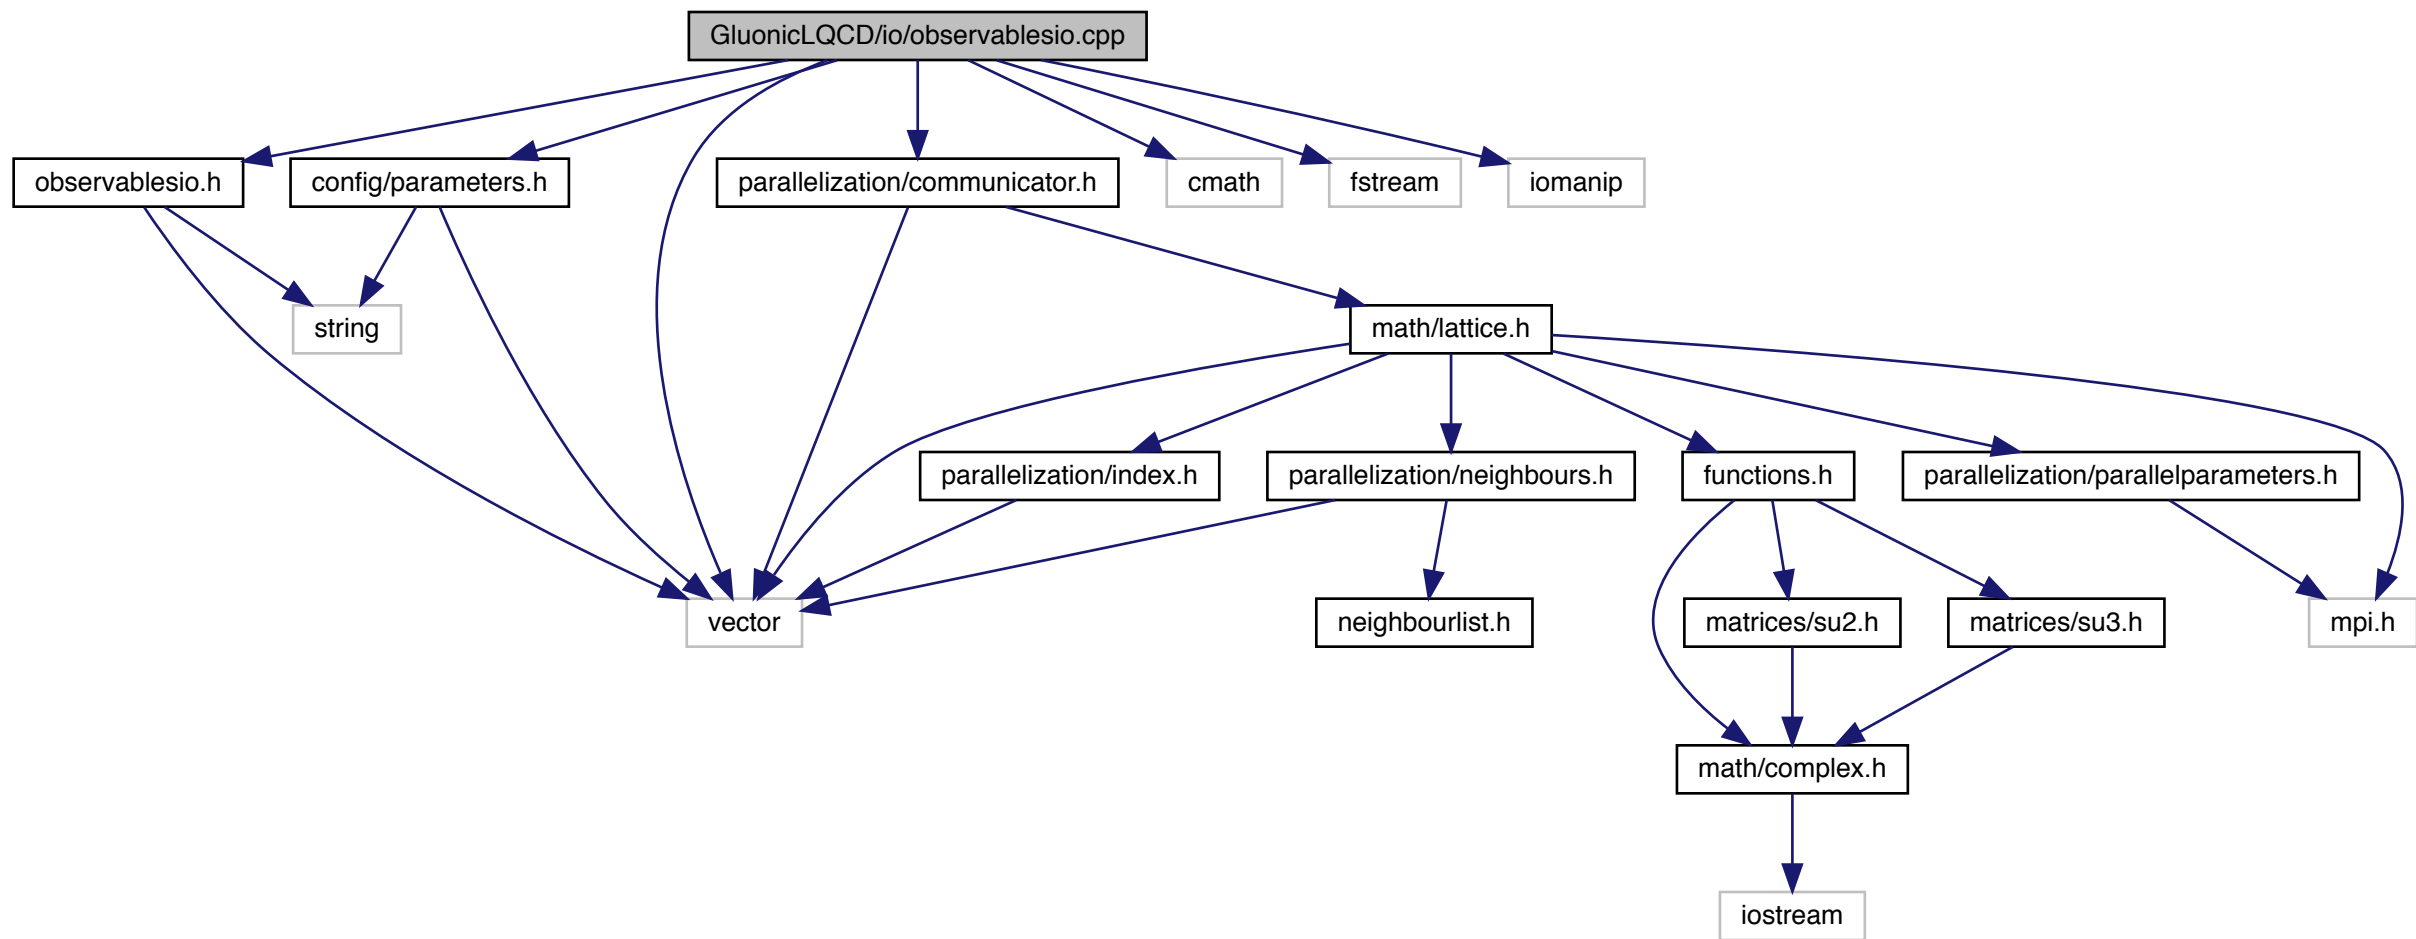 GluonicLQCD/io/observablesio.cpp
observablesio.h
config/parameters.h
parallelization/communicator.h
cmath
fstream
iomanip
string
math/lattice.h
parallelization/index.h
parallelization/neighbours.h
functions.h
parallelization/parallelparameters.h
vector
neighbourlist.h
matrices/su2.h
matrices/su3.h
mpi.h
math/complex.h
iostream